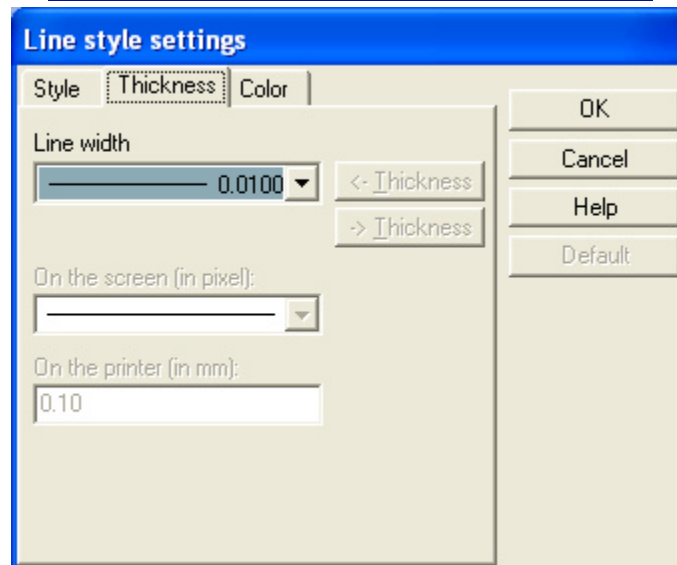 Line style settings
Style Thickness Color
OK
Line width
Cancel
0.0100
<- Thickness
Help
-> Thickness
Default
On the screen (in pixel):
On the printer (in mm):
0.10